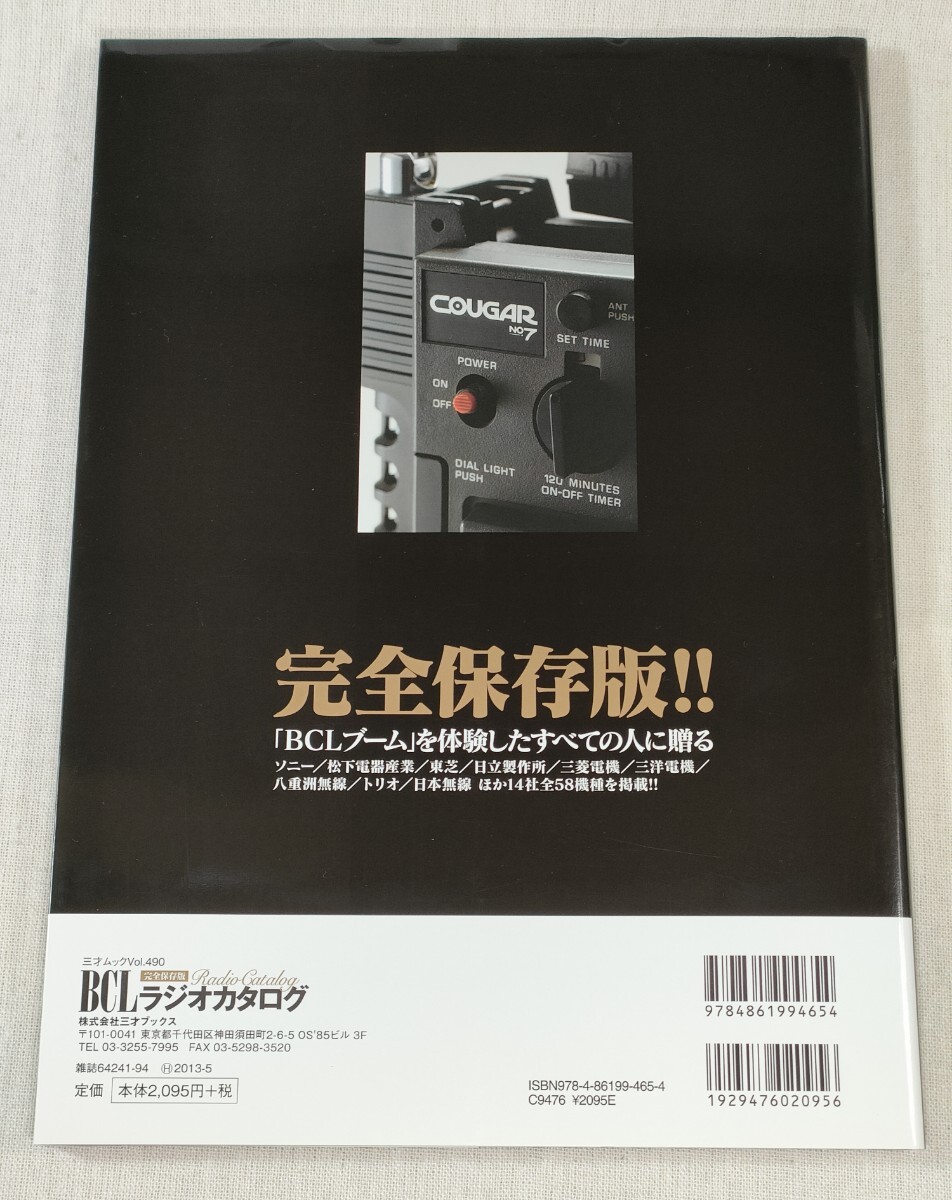 COUGAR
No7
ANT
PUSH
SET TIME
POWER
ON
OFF
DIAL LIGHT
PUSH
120 MINUTES
ON-OFF TIMER
完全保存版!!
「BCLブーム」を体験したすべての人に贈る
ソニー／松下電器産業／東芝／日立製作所／三菱電機／三洋電機／
八重洲無線／トリオ／日本無線 ほか14社全58機種を掲載!!
三才ムックVol.490
完全保存版 Radio Catalog
BCLラジオカタログ
株式会社三才ブックス
〒101-0041 東京都千代田区神田須田町2-6-5 OS'85ビル 3F
TEL 03-3255-7995 FAX 03-5298-3520
雑誌64241-94 Ⓗ2013-5
定価 本体2,095円+税
ISBN978-4-86199-465-4
C9476 ¥2095E
9784861994654
1929476020956